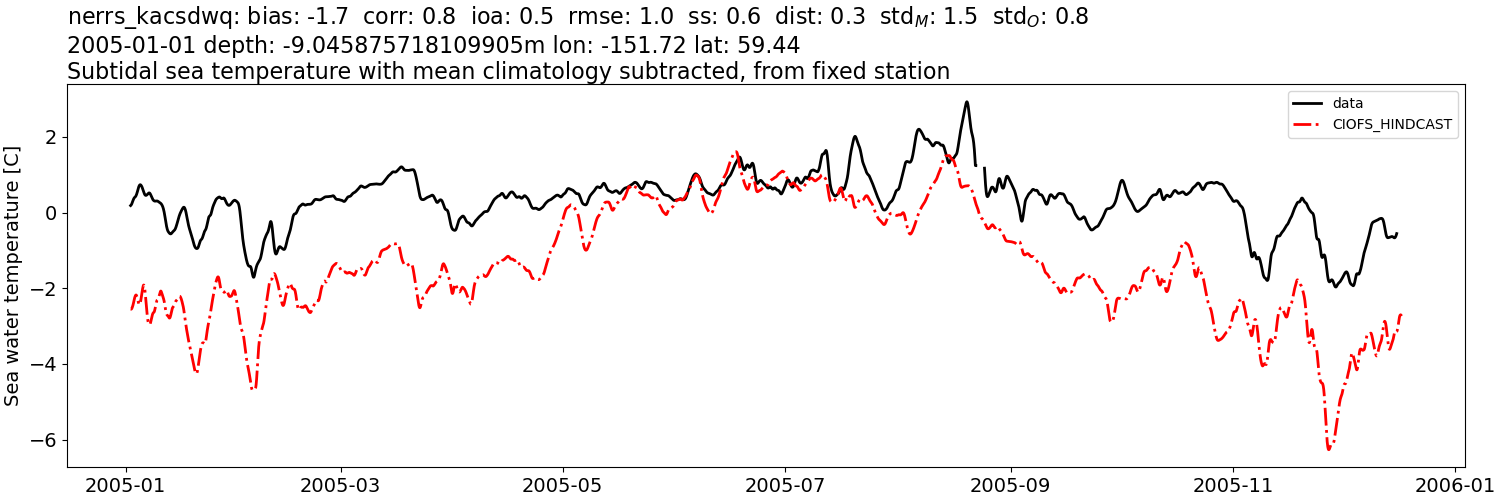 nerrs_kacsdwq: bias: -1.7 corr: 0.8 ioa: 0.5 rmse: 1.0 ss: 0.6 dist: 0.3 std_M: 1.5 std_O: 0.8
2005-01-01 depth: -9.045875718109905m lon: -151.72 lat: 59.44
Subtidal sea temperature with mean climatology subtracted, from fixed station
Sea water temperature [C]
2
0
−2
−4
−6
data
CIOFS_HINDCAST
2005-01 2005-03 2005-05 2005-07 2005-09 2005-11 2006-01